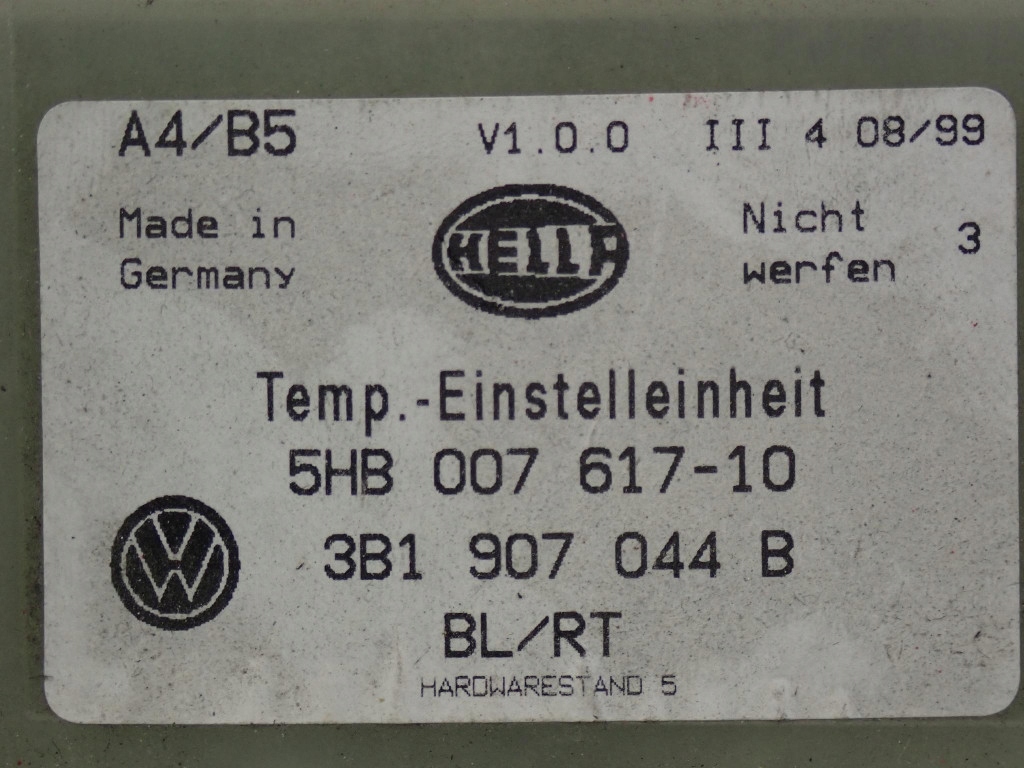 A4/B5 V1.0.0 III 4 08/99
Made in
Germany
HELLA
Nicht
werfen
3
Temp.-Einstelleinheit
5HB 007 617-10
3B1 907 044 B
VW
BL/RT
HARDWARESTAND 5